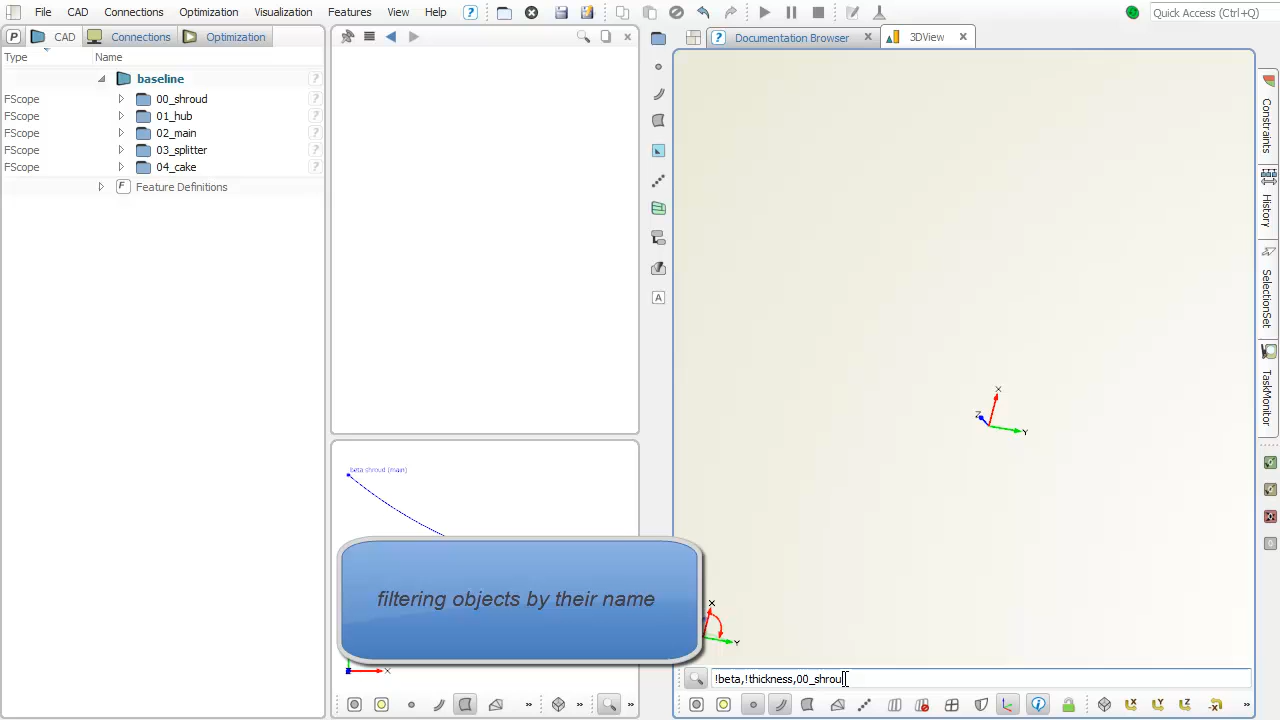 File CAD Connections Optimization Visualization Features View Help ? Quick Access (Ctrl+Q)
P CAD Connections Optimization
? Documentation Browser 3DView
Type Name
baseline ?
FScope 00_shroud ?
FScope 01_hub ?
FScope 02_main ?
FScope 03_splitter ?
FScope 04_cake ?
F Feature Definitions
A
Constraints
History
SelectionSet
TaskMonitor
X
Z
Y
beta shroud (main)
filtering objects by their name
X
Y
X
!beta,!thickness,00_shrou
» » » »